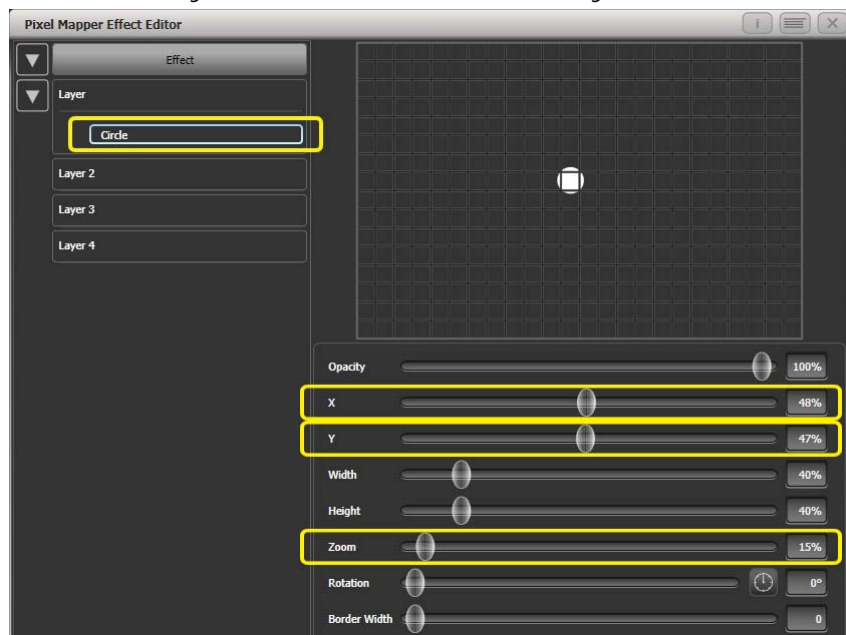 Pixel Mapper Effect Editor
i
Effect
Layer
Circle
Layer 2
Layer 3
Layer 4
Opacity 100%
X 48%
Y 47%
Width 40%
Height 40%
Zoom 15%
Rotation 0°
Border Width 0